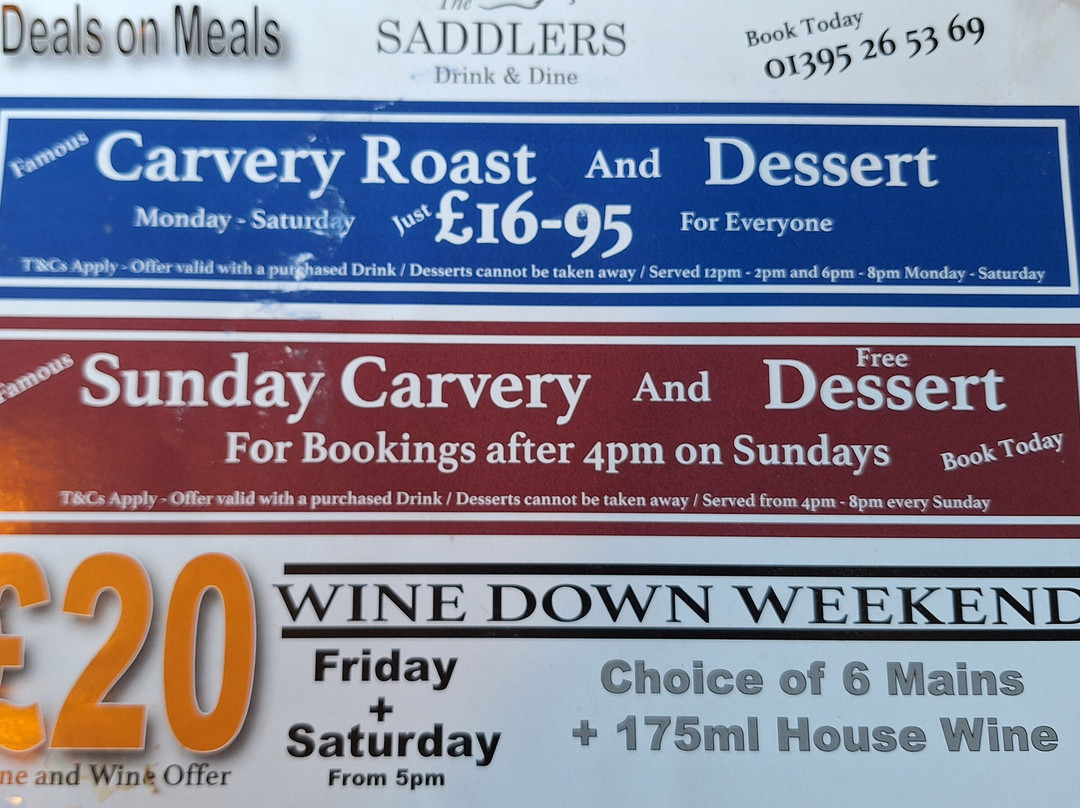 Deals on Meals
The
SADDLERS
Drink & Dine
Book Today
01395 26 53 69
Famous Carvery Roast And Dessert
Monday - Saturday Just £16-95 For Everyone
T&Cs Apply - Offer valid with a purchased Drink / Desserts cannot be taken away / Served 12pm - 2pm and 6pm - 8pm Monday - Saturday
Famous Sunday Carvery And Free Dessert
For Bookings after 4pm on Sundays Book Today
T&Cs Apply - Offer valid with a purchased Drink / Desserts cannot be taken away / Served from 4pm - 8pm every Sunday
£20
ne and Wine Offer
WINE DOWN WEEKEND
Friday
+
Saturday
From 5pm
Choice of 6 Mains
+ 175ml House Wine